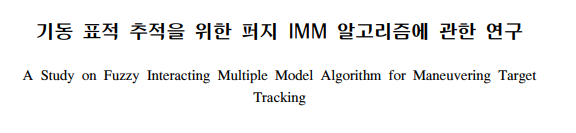 기동 표적 추적을 위한 퍼지 IMM 알고리즘에 관한 연구
A Study on Fuzzy Interacting Multiple Model Algorithm for Maneuvering Target
Tracking